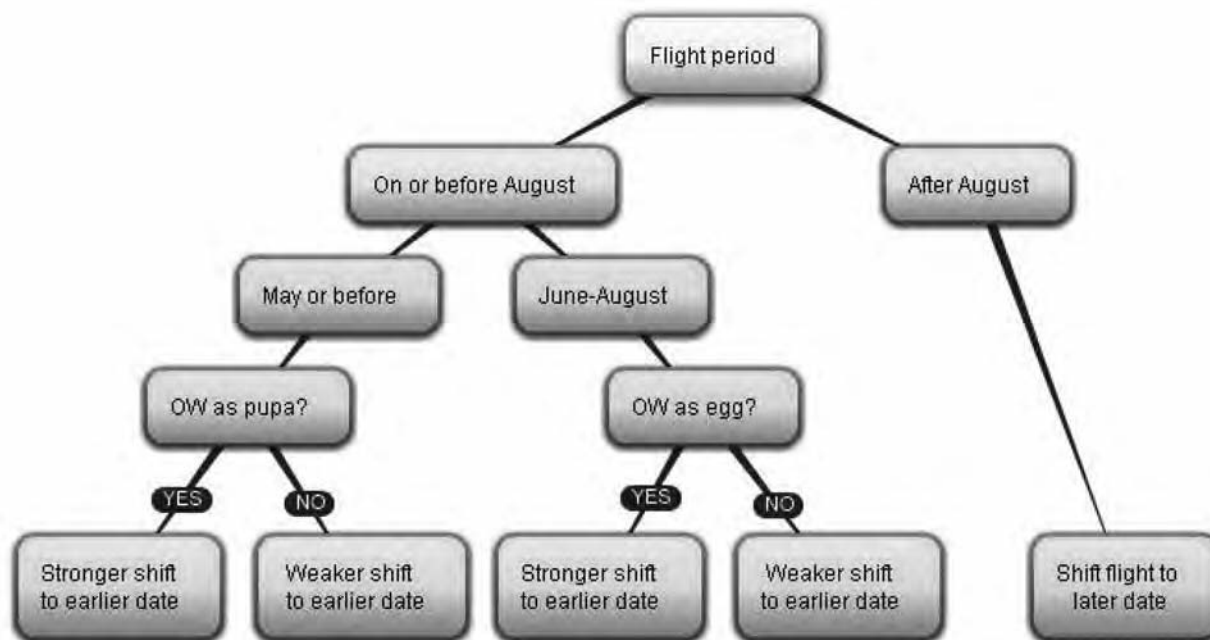 Flight period
On or before August
After August
May or before
June-August
OW as pupa?
OW as egg?
YES
NO
YES
NO
Stronger shift
to earlier date
Weaker shift
to earlier date
Stronger shift
to earlier date
Weaker shift
to earlier date
Shift flight to
later date